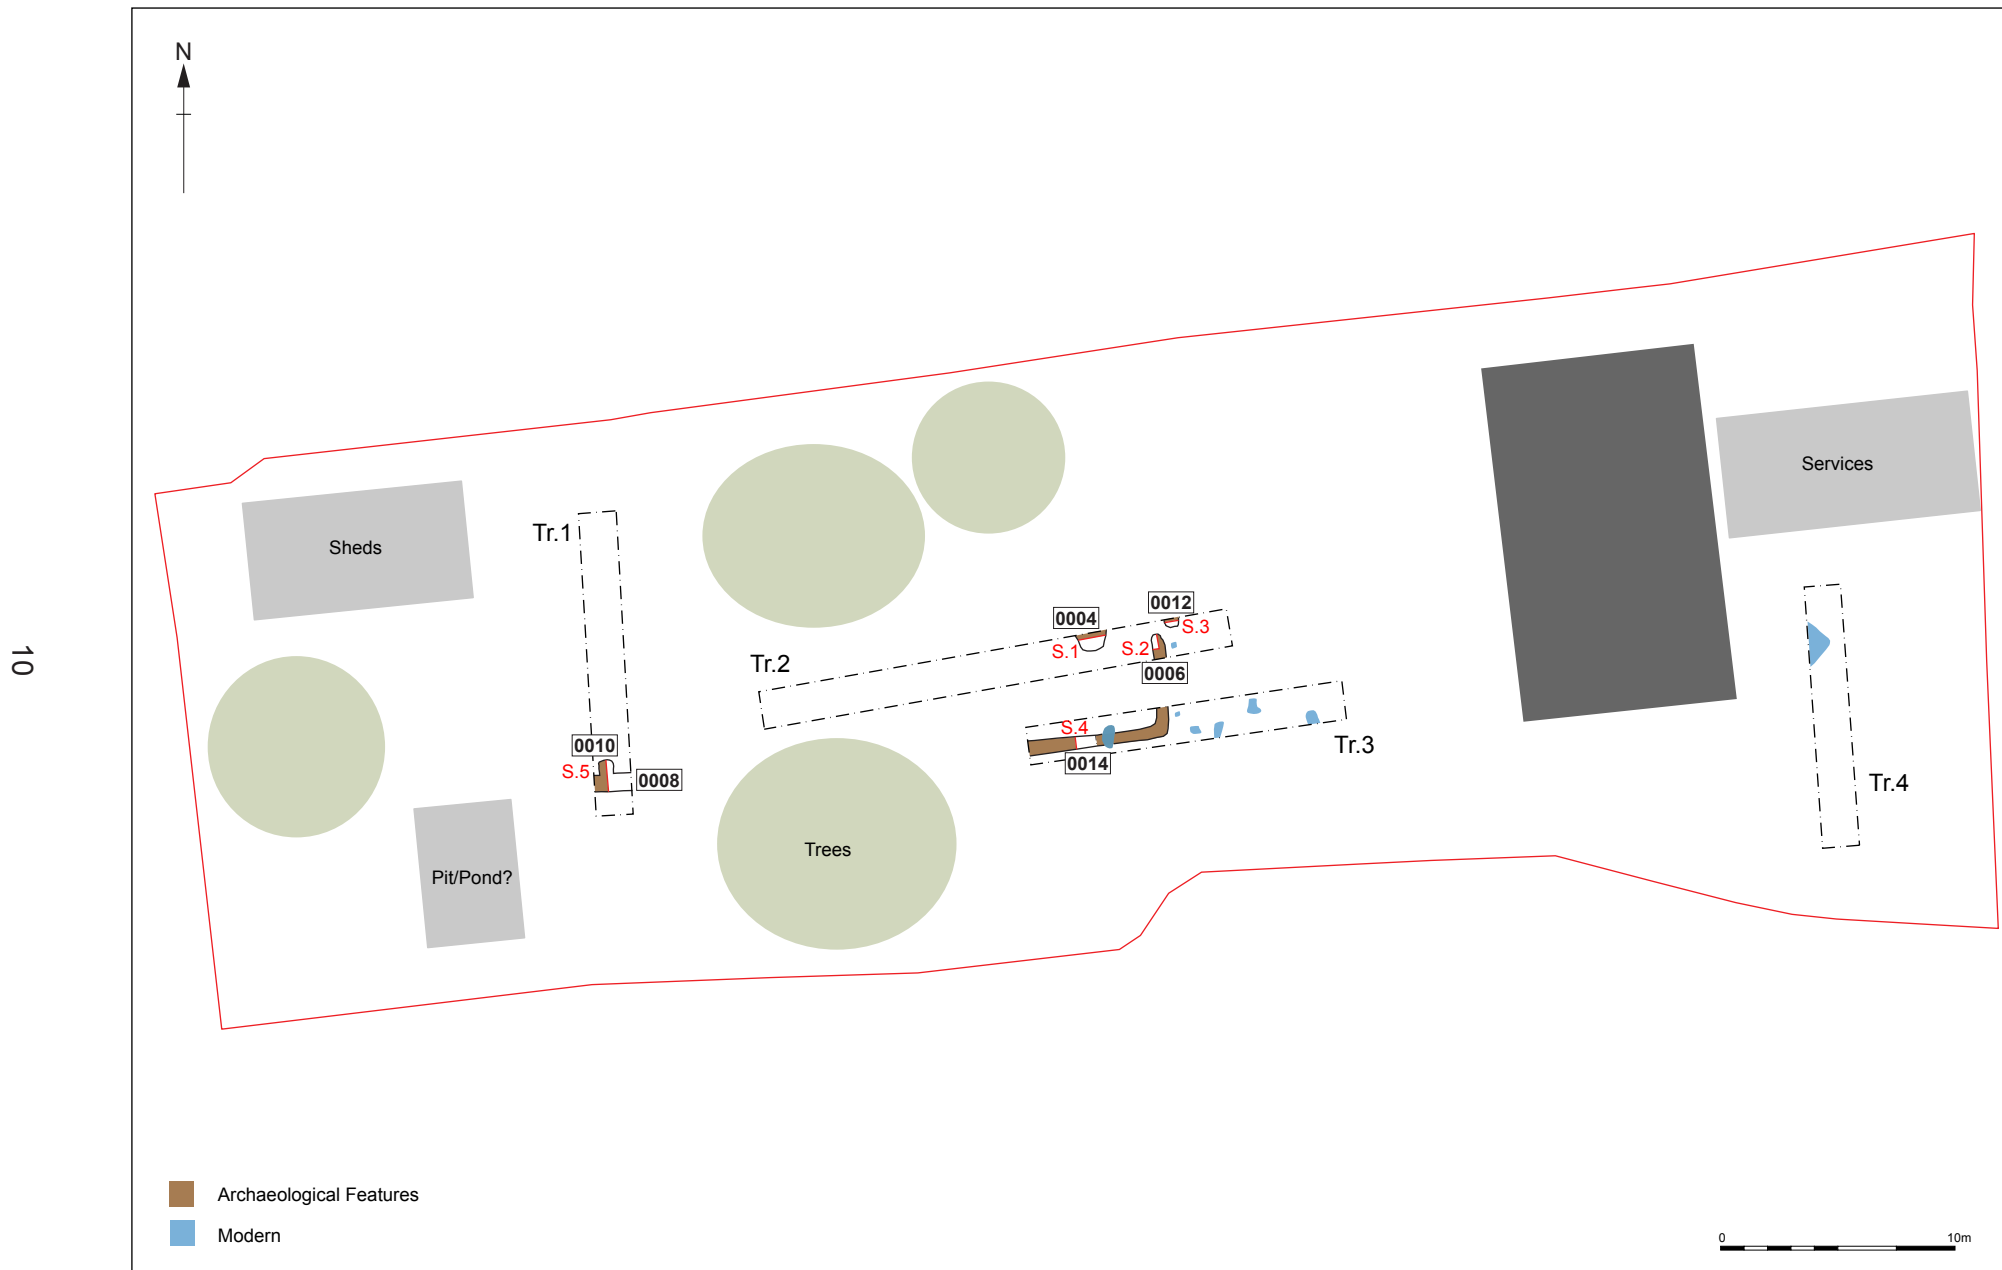 N
10
Services
Tr.1
Sheds
0012
0004
S.3
S.1
S.2
Tr.2
0006
S.4
Tr.3
0010
0014
S.5
0008
Tr.4
Trees
Pit/Pond?
Archaeological Features
Modern
0 10m